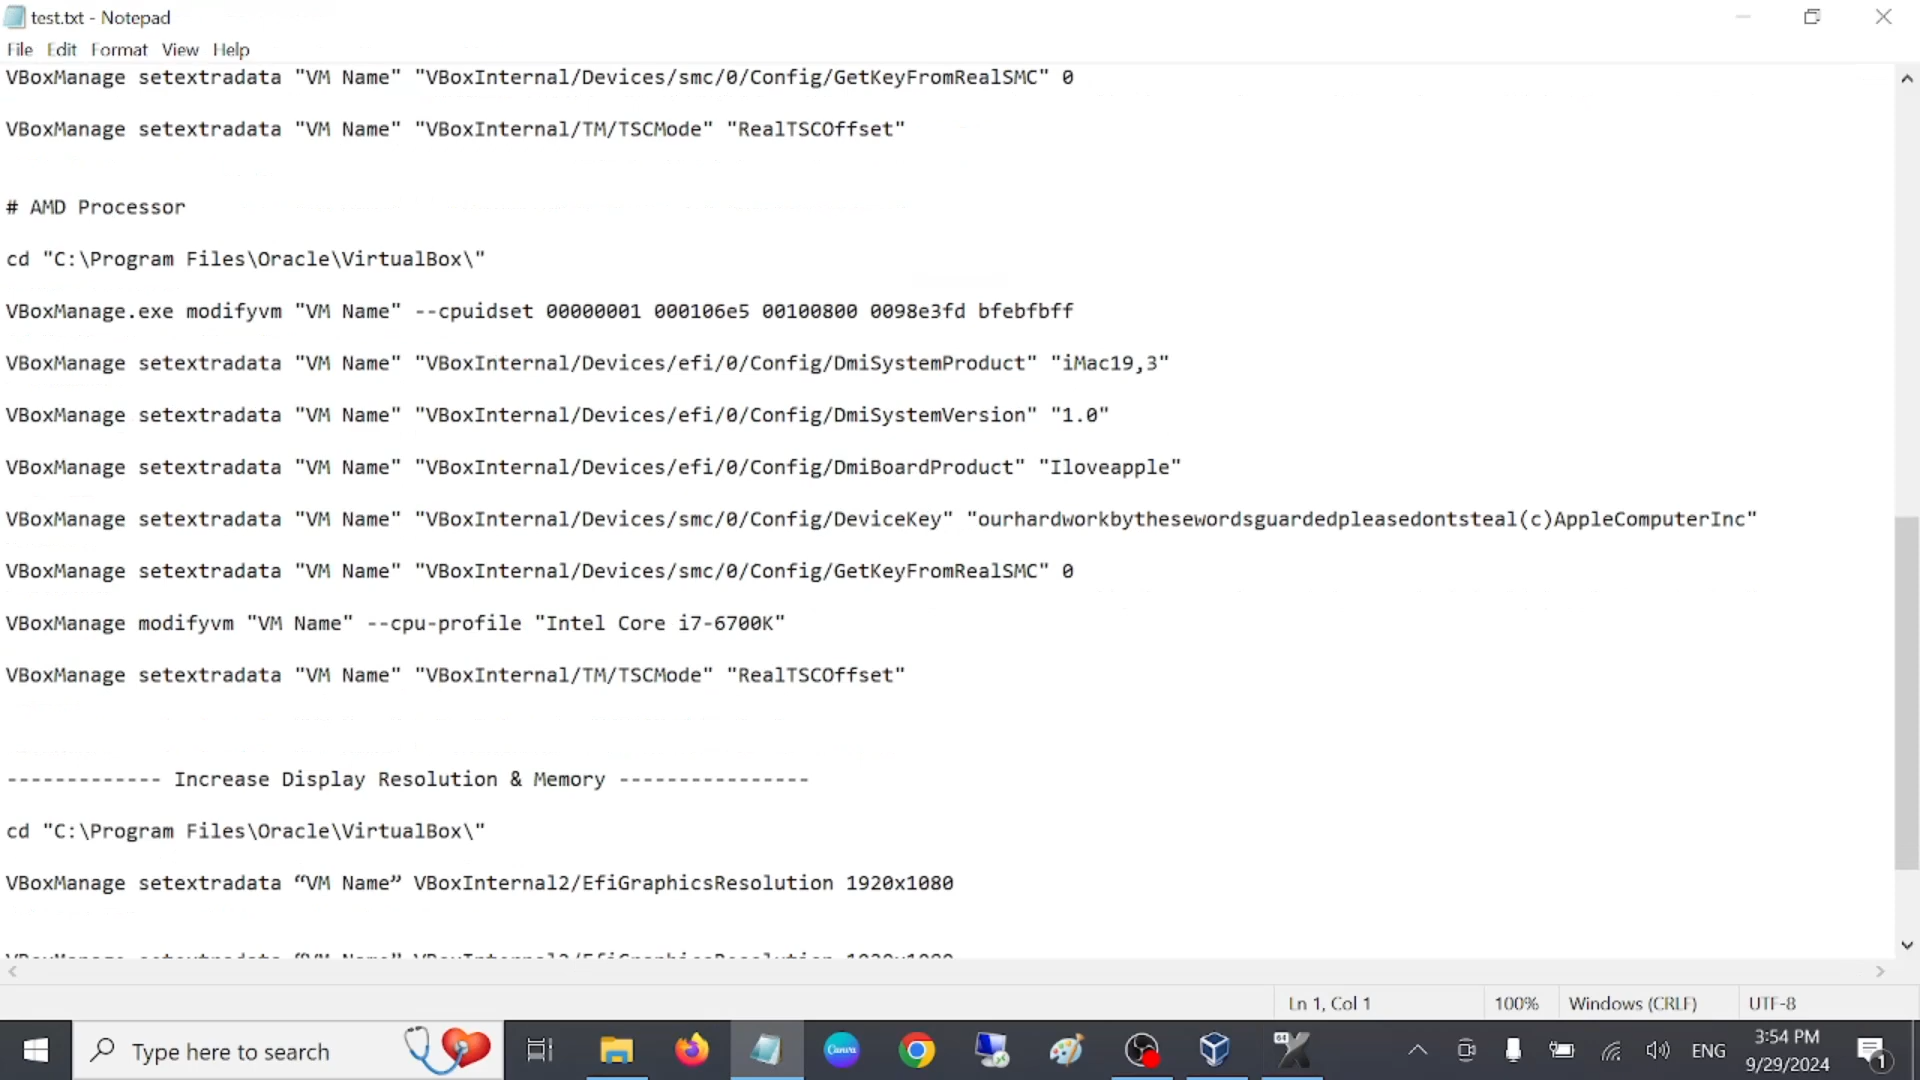 test.txt - Notepad
File Edit Format View Help
VBoxManage setextradata "VM Name" "VBoxInternal/Devices/smc/0/Config/GetKeyFromRealSMC" 0
VBoxManage setextradata "VM Name" "VBoxInternal/TM/TSCMode" "RealTSCOffset"
# AMD Processor
cd "C:\Program Files\Oracle\VirtualBox\"
VBoxManage.exe modifyvm "VM Name" --cpuidset 00000001 000106e5 00100800 0098e3fd bfebfbff
VBoxManage setextradata "VM Name" "VBoxInternal/Devices/efi/0/Config/DmiSystemProduct" "iMac19,3"
VBoxManage setextradata "VM Name" "VBoxInternal/Devices/efi/0/Config/DmiSystemVersion" "1.0"
VBoxManage setextradata "VM Name" "VBoxInternal/Devices/efi/0/Config/DmiBoardProduct" "Iloveapple"
VBoxManage setextradata "VM Name" "VBoxInternal/Devices/smc/0/Config/DeviceKey" "ourhardworkbythesewordsguardedpleasedontsteal(c)AppleComputerInc"
VBoxManage setextradata "VM Name" "VBoxInternal/Devices/smc/0/Config/GetKeyFromRealSMC" 0
VBoxManage modifyvm "VM Name" --cpu-profile "Intel Core i7-6700K"
VBoxManage setextradata "VM Name" "VBoxInternal/TM/TSCMode" "RealTSCOffset"
------------- Increase Display Resolution & Memory ----------------
cd "C:\Program Files\Oracle\VirtualBox\"
VBoxManage setextradata “VM Name” VBoxInternal2/EfiGraphicsResolution 1920x1080
Ln 1, Col 1 100% Windows (CRLF) UTF-8
Type here to search
Canva
64
ENG
3:54 PM
9/29/2024
1